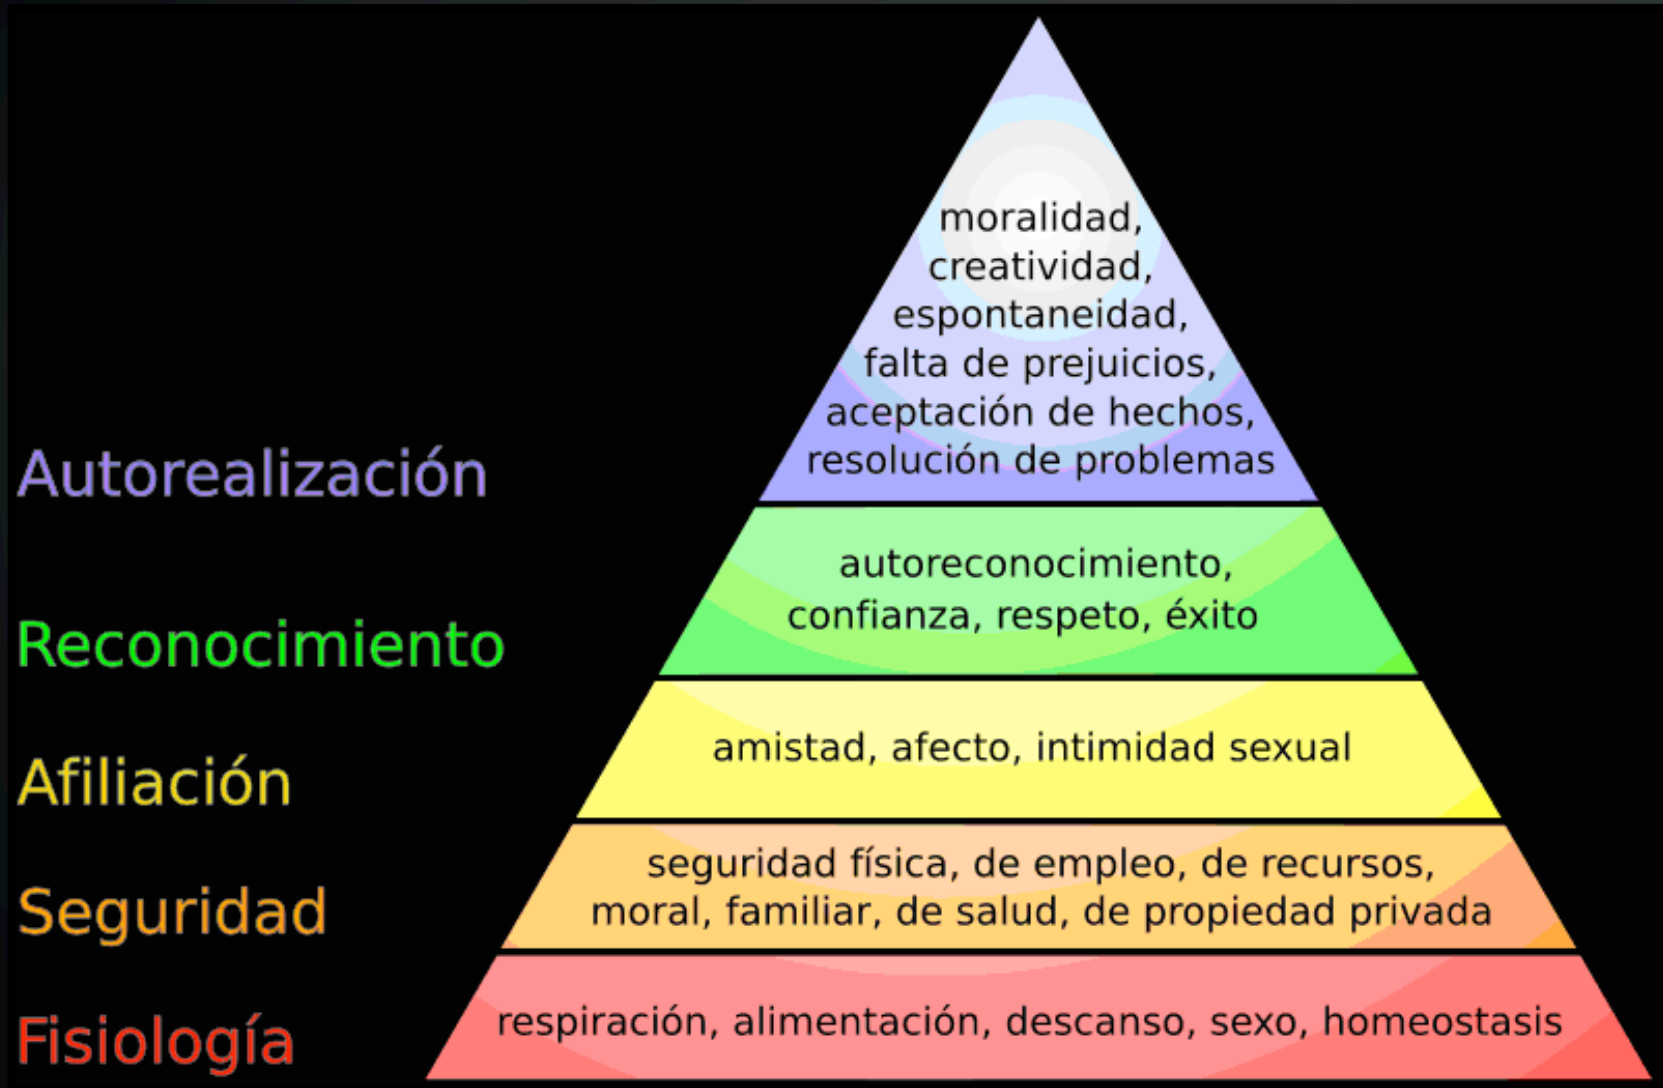 moralidad,
creatividad,
espontaneidad,
falta de prejuicios,
aceptación de hechos,
resolución de problemas
Autorealización
autoreconocimiento,
confianza, respeto, éxito
Reconocimiento
amistad, afecto, intimidad sexual
Afiliación
seguridad física, de empleo, de recursos,
moral, familiar, de salud, de propiedad privada
Seguridad
respiración, alimentación, descanso, sexo, homeostasis
Fisiología